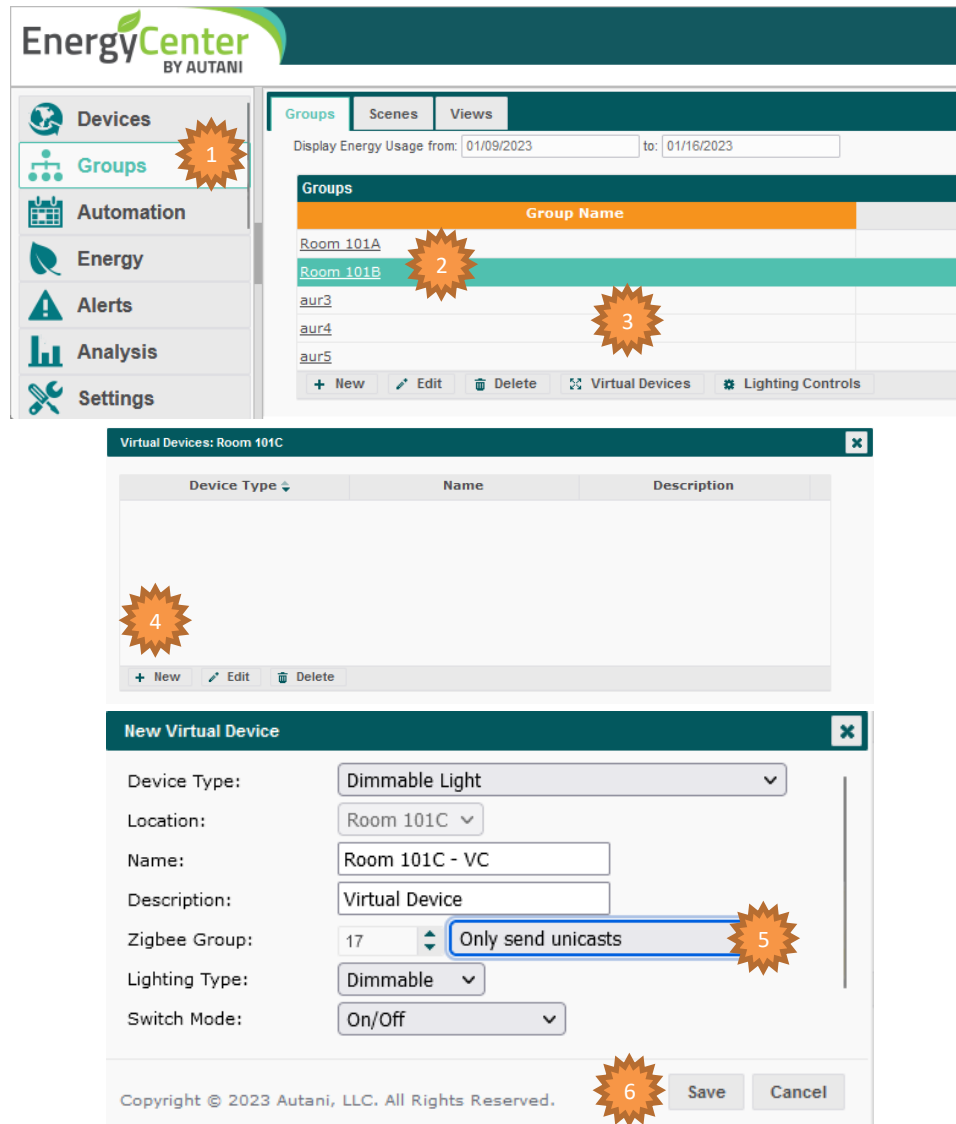 EnergyCenter
BY AUTANI
Devices
Groups
1
Automation
Energy
Alerts
Analysis
Settings
Groups Scenes Views
Display Energy Usage from: 01/09/2023 to: 01/16/2023
Groups
Group Name
Room 101A
2
Room 101B
aur3
3
aur4
aur5
+ New Edit Delete Virtual Devices Lighting Controls
Virtual Devices: Room 101C
Device Type Name Description
4
+ New Edit Delete
New Virtual Device
Device Type: Dimmable Light
Location: Room 101C
Name: Room 101C - VC
Description: Virtual Device
Zigbee Group: 17 Only send unicasts 5
Lighting Type: Dimmable
Switch Mode: On/Off
Copyright © 2023 Autani, LLC. All Rights Reserved. 6 Save Cancel